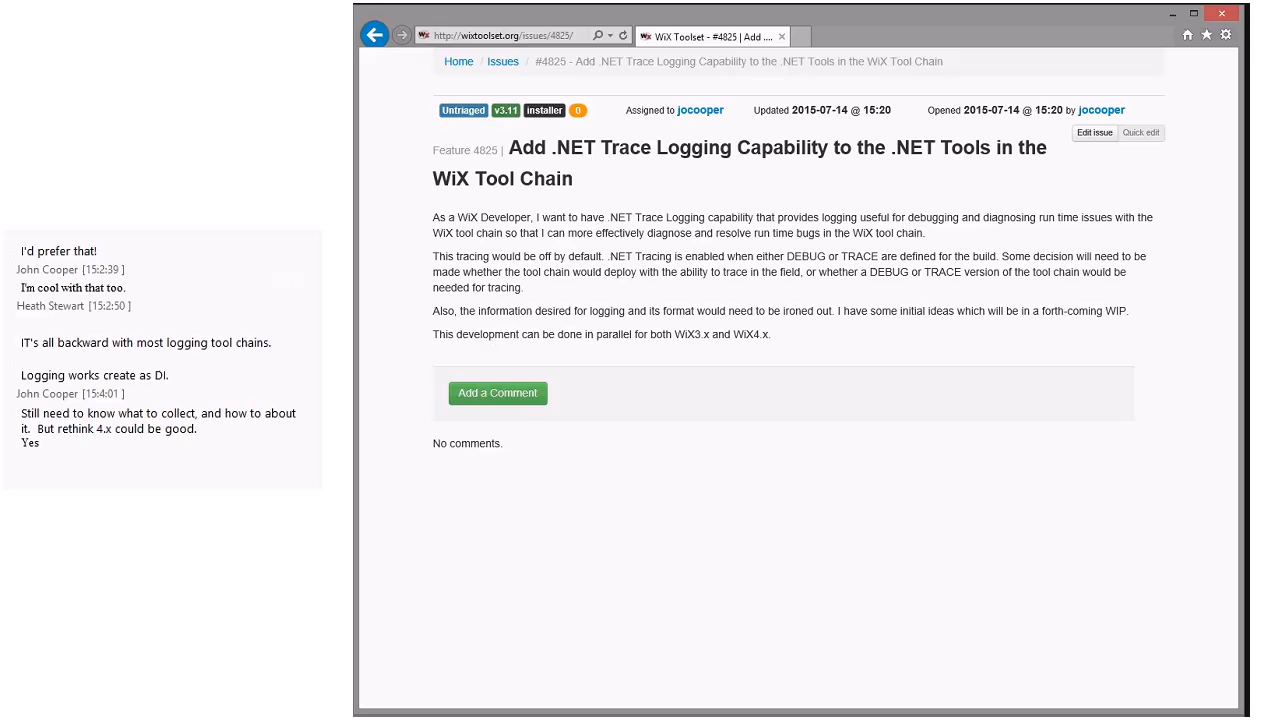 I'd prefer that!
John Cooper [15:2:39 ]
I'm cool with that too.
Heath Stewart [15:2:50 ]
IT's all backward with most logging tool chains.
Logging works create as DI.
John Cooper [15:4:01 ]
Still need to know what to collect, and how to about
it.  But rethink 4.x could be good.
Yes
http://wixtoolset.org/issues/4825/
WiX Toolset - #4825 | Add ....
Home / Issues / #4825 - Add .NET Trace Logging Capability to the .NET Tools in the WiX Tool Chain
Untriaged v3.11 installer 0 Assigned to jocooper Updated 2015-07-14 @ 15:20 Opened 2015-07-14 @ 15:20 by jocooper
Edit issue Quick edit
Feature 4825 | Add .NET Trace Logging Capability to the .NET Tools in the
WiX Tool Chain
As a WiX Developer, I want to have .NET Trace Logging capability that provides logging useful for debugging and diagnosing run time issues with the
WiX tool chain so that I can more effectively diagnose and resolve run time bugs in the WiX tool chain.
This tracing would be off by default. .NET Tracing is enabled when either DEBUG or TRACE are defined for the build. Some decision will need to be
made whether the tool chain would deploy with the ability to trace in the field, or whether a DEBUG or TRACE version of the tool chain would be
needed for tracing.
Also, the information desired for logging and its format would need to be ironed out. I have some initial ideas which will be in a forth-coming WIP.
This development can be done in parallel for both WiX3.x and WiX4.x.
Add a Comment
No comments.